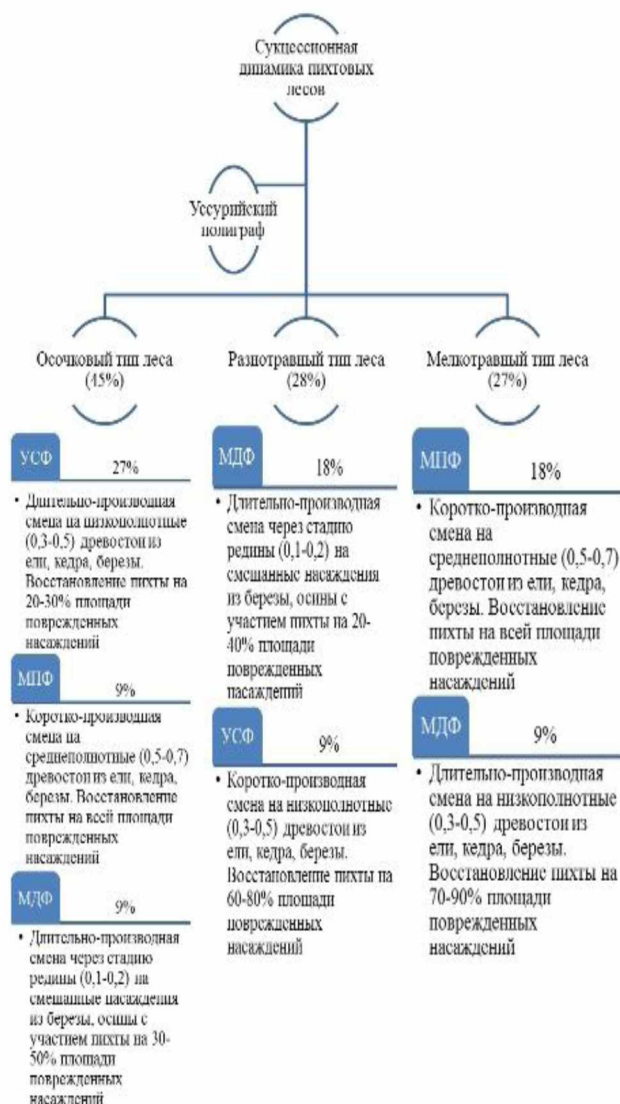 Сукцессионная
динамика пихтовых
лесов
Уссурийский
полиграф
Осочковый тип леса
(45%)
УСФ
27%
• Длительно-производная
смена на низкополнотные
(0,3-0,5) древостои из
ели, кедра, березы.
Восстановление пихты на
20-30% площади
поврежденных
насаждений
МПФ
9%
• Коротко-производная
смена на
среднеполнотные (0,5-0,7)
древостои из ели, кедра,
березы. Восстановление
пихты на всей площади
поврежденных
насаждений
МДФ
9%
• Длительно-производная
смена через стадию
редины (0,1-0,2) на
смешанные насаждения
из березы, осины с
участием пихты на 30-
50% площади
поврежденных
насаждений
Разнотравный тип леса
(28%)
МДФ
18%
• Длительно-производная
смена через стадию
редины (0,1-0,2) на
смешанные насаждения
из березы, осины с
участием пихты на 20-
40% площади
поврежденных
насаждений
УСФ
9%
• Коротко-производная
смена на низкополнотные
(0,3-0,5) древостои из
ели, кедра, березы.
Восстановление пихты на
60-80% площади
поврежденных
насаждений
Мелкотравный тип леса
(27%)
МПФ
18%
• Коротко-производная
смена на
среднеполнотные (0,5-0,7)
древостои из ели, кедра,
березы. Восстановление
пихты на всей площади
поврежденных
насаждений
МДФ
9%
• Длительно-производная
смена на низкополнотные
(0,3-0,5) древостои из
ели, кедра, березы.
Восстановление пихты на
70-90% площади
поврежденных
насаждений